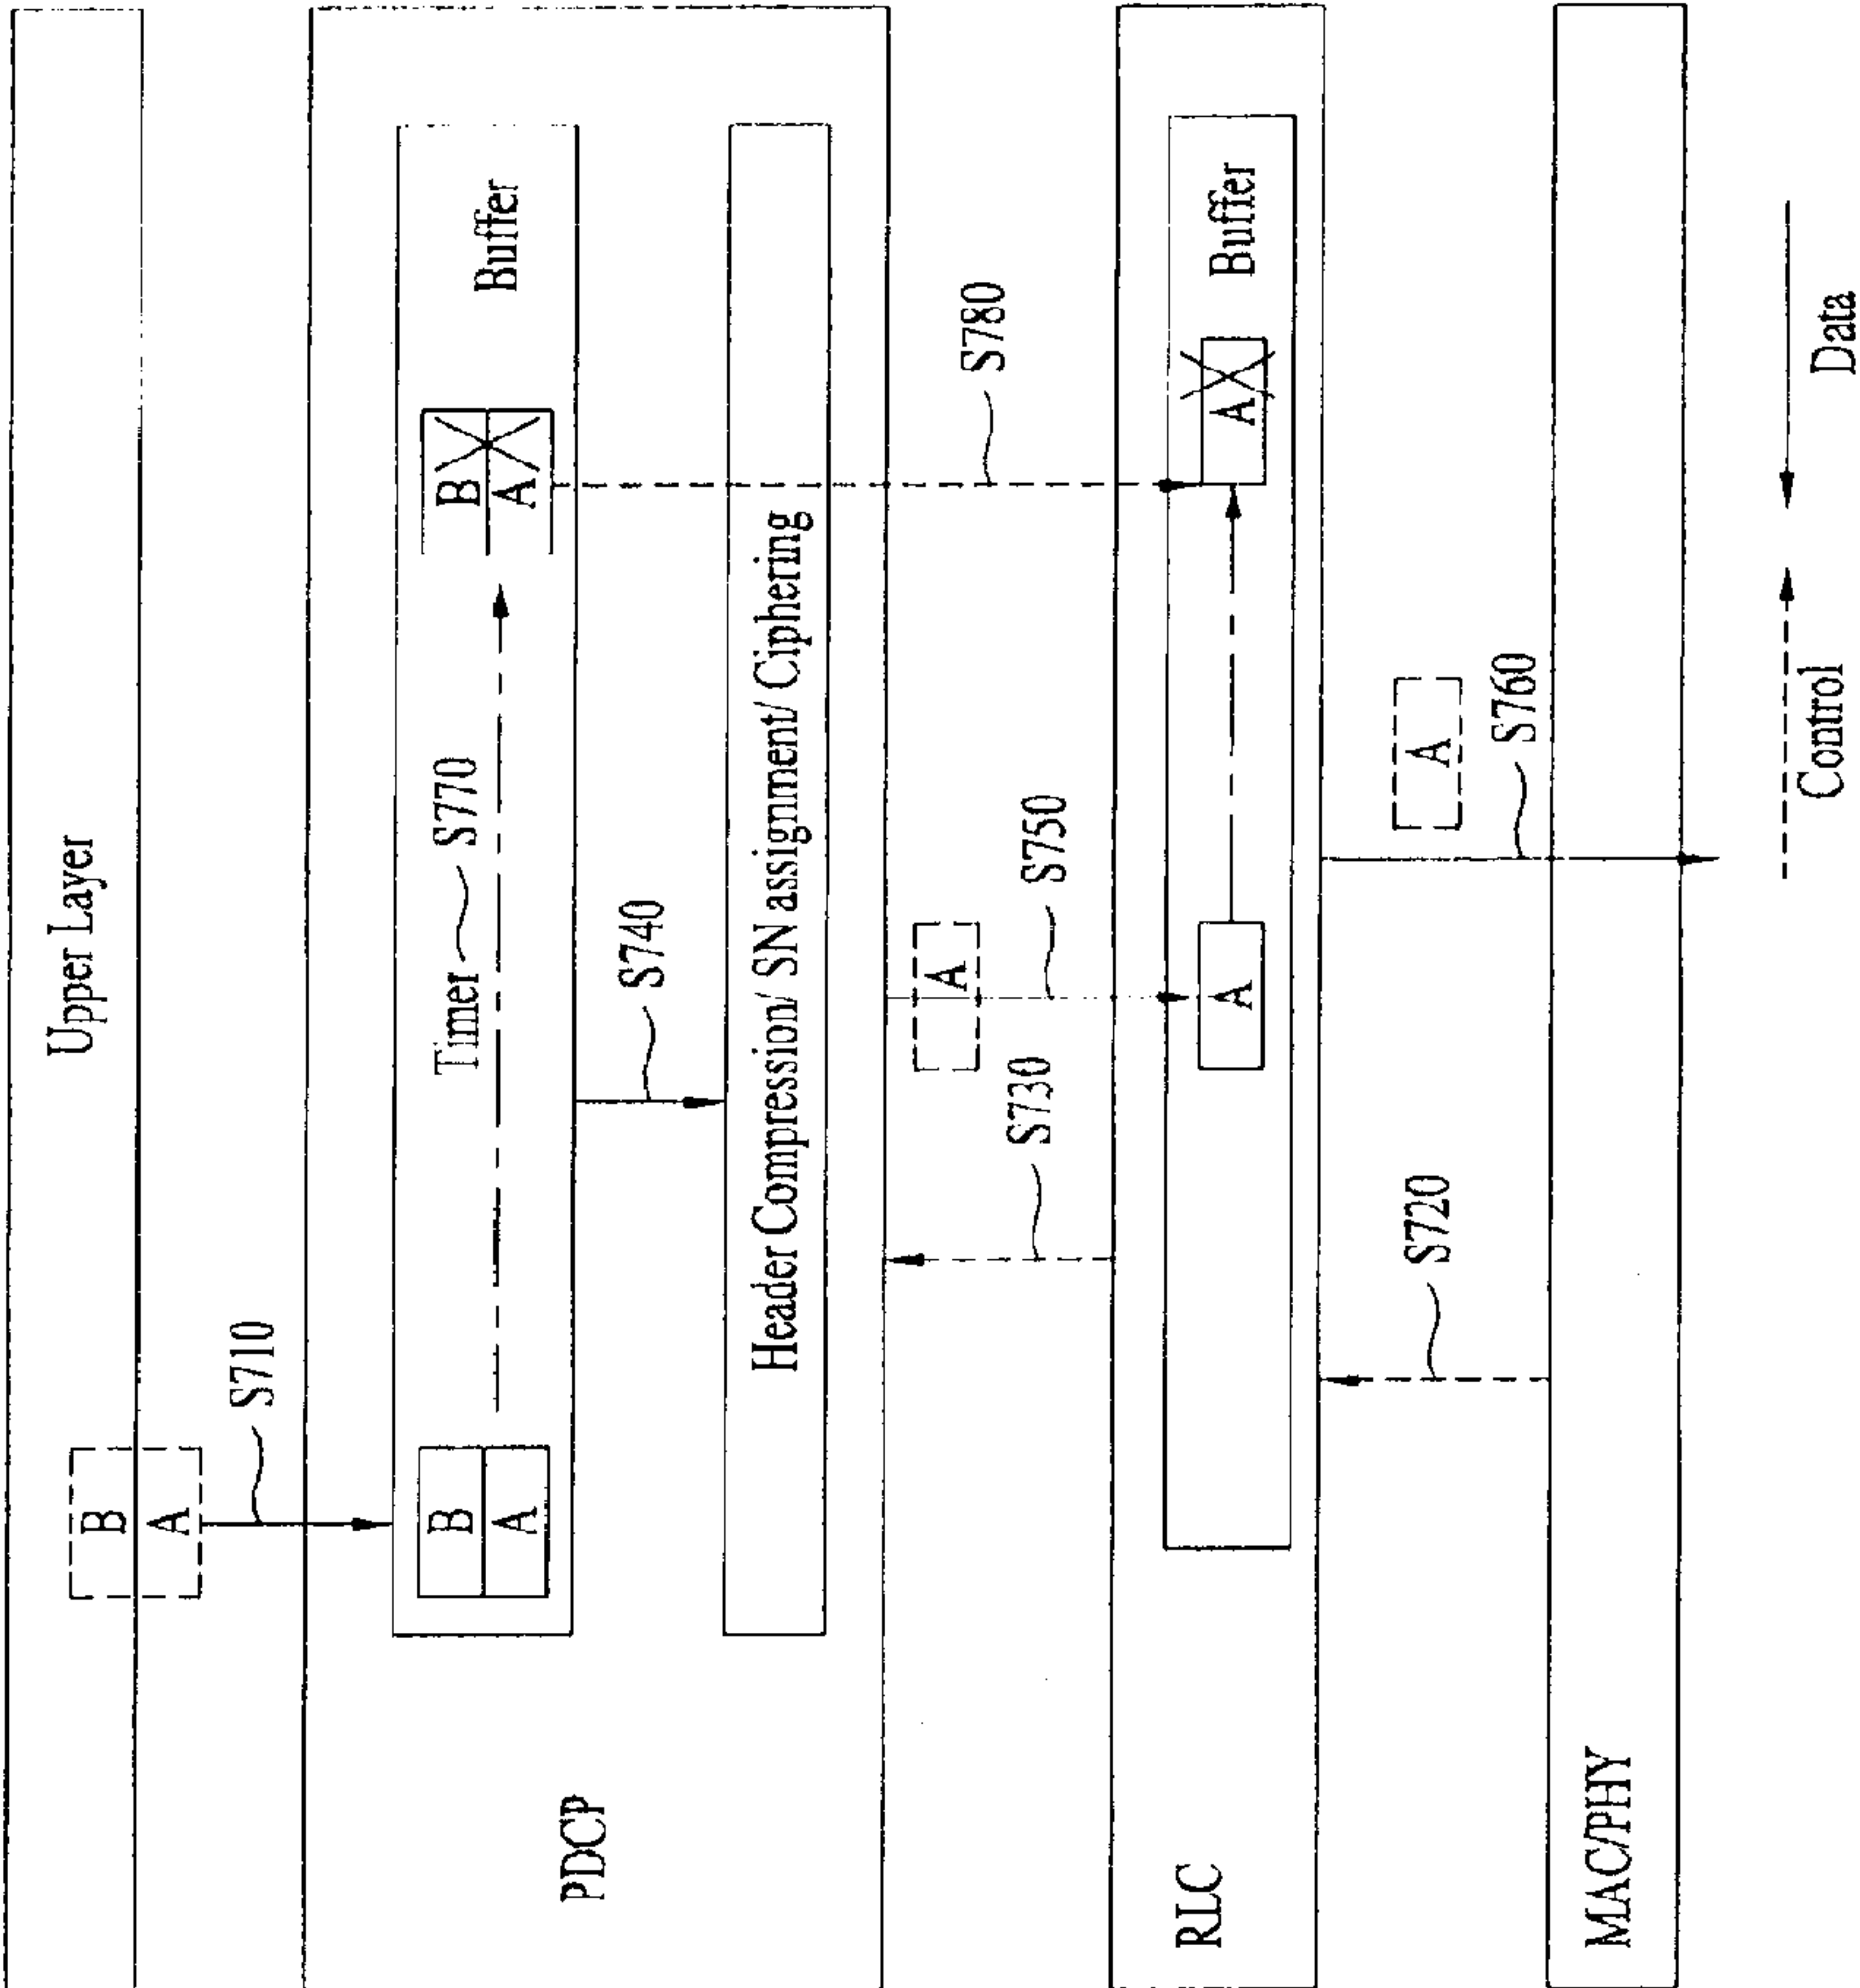 Upper Layer
B
A
S710
PDCP
B
A
Timer
S770
B
A
Buffer
S740
Header Compression/ SN assignment/ Ciphering
S730
A
S750
S780
RLC
A
A
Buffer
S720
A
S760
MAC/PHY
Control
Data